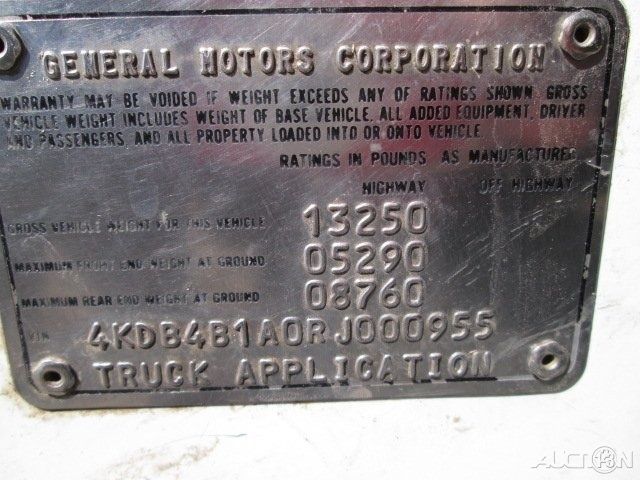 GENERAL MOTORS CORPORATION
WARRANTY MAY BE VOIDED IF WEIGHT EXCEEDS ANY OF RATINGS SHOWN. GROSS
VEHICLE WEIGHT INCLUDES WEIGHT OF BASE VEHICLE, ALL ADDED EQUIPMENT, DRIVER
AND PASSENGERS, AND ALL PROPERTY LOADED INTO OR ONTO VEHICLE.
RATINGS IN POUNDS AS MANUFACTURED
HIGHWAY OFF HIGHWAY
GROSS VEHICLE WEIGHT FOR THIS VEHICLE 13250
MAXIMUM FRONT END WEIGHT AT GROUND 05290
MAXIMUM REAR END WEIGHT AT GROUND 08760
VIN 4KDB4B1A0RJ000955
TRUCK APPLICATION
AUCTION 13